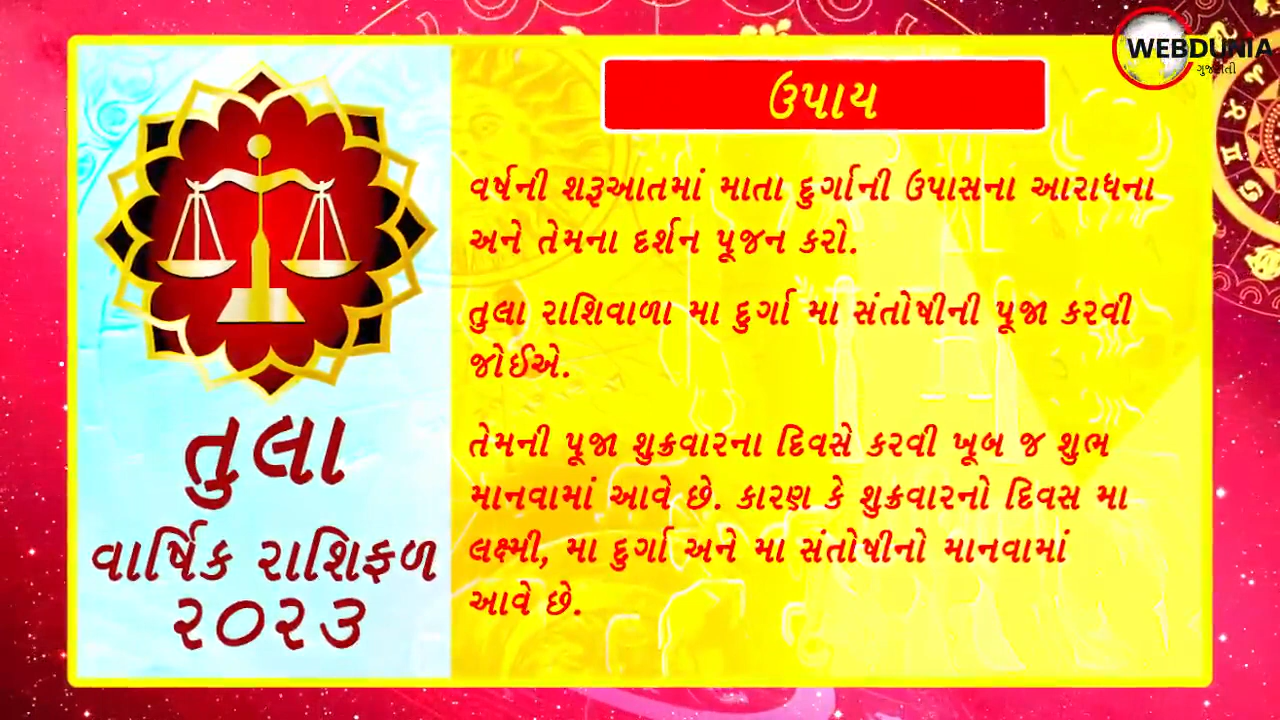 WEBDUNIA
ગુજરાતી
ઉપાય
વર્ષની શરૂઆતમાં માતા દુર્ગાની ઉપાસના આરાધના
અને તેમના દર્શન પૂજન કરો.
તુલા રાશિવાળા મા દુર્ગા મા સંતોષીની પૂજા કરવી
જોઈએ.
તેમની પૂજા શુક્રવારના દિવસે કરવી ખૂબ જ શુભ
માનવામાં આવે છે. કારણ કે શુક્રવારનો દિવસ મા
લક્ષ્મી, મા દુર્ગા અને મા સંતોષીનો માનવામાં
આવે છે.
તુલા
વાર્ષિક રાશિફળ
૨૦૨૩